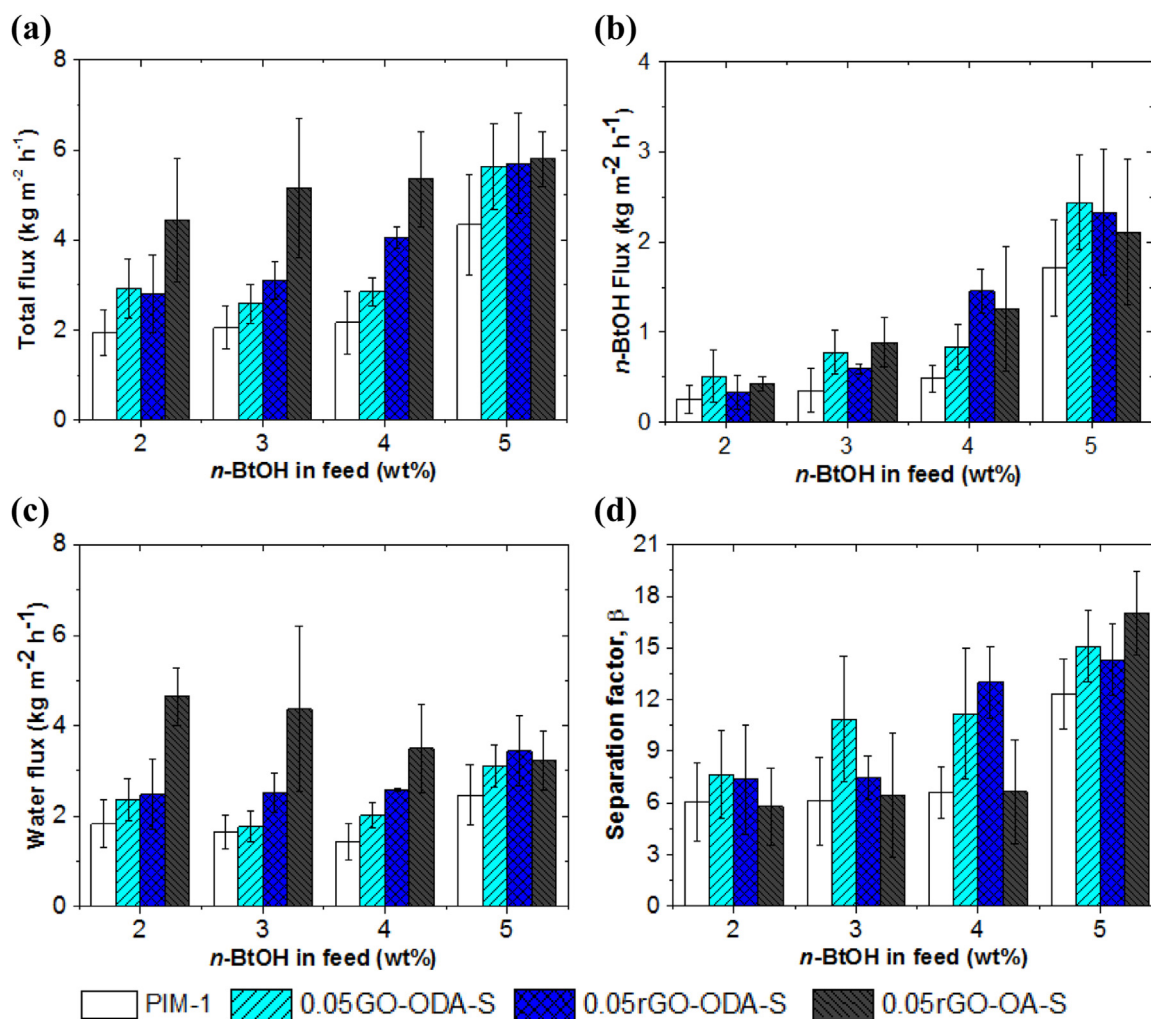 (a)
8
6
4
2
0
Total flux (kg m⁻² h⁻¹)
2 3 4 5
n-BtOH in feed (wt%)
(b)
4
3
2
1
0
n-BtOH Flux (kg m⁻² h⁻¹)
2 3 4 5
n-BtOH in feed (wt%)
(c)
8
6
4
2
0
Water flux (kg m⁻² h⁻¹)
2 3 4 5
n-BtOH in feed (wt%)
(d)
21
18
15
12
9
6
3
0
Separation factor, β
2 3 4 5
n-BtOH in feed (wt%)
PIM-1 0.05GO-ODA-S 0.05rGO-ODA-S 0.05rGO-OA-S